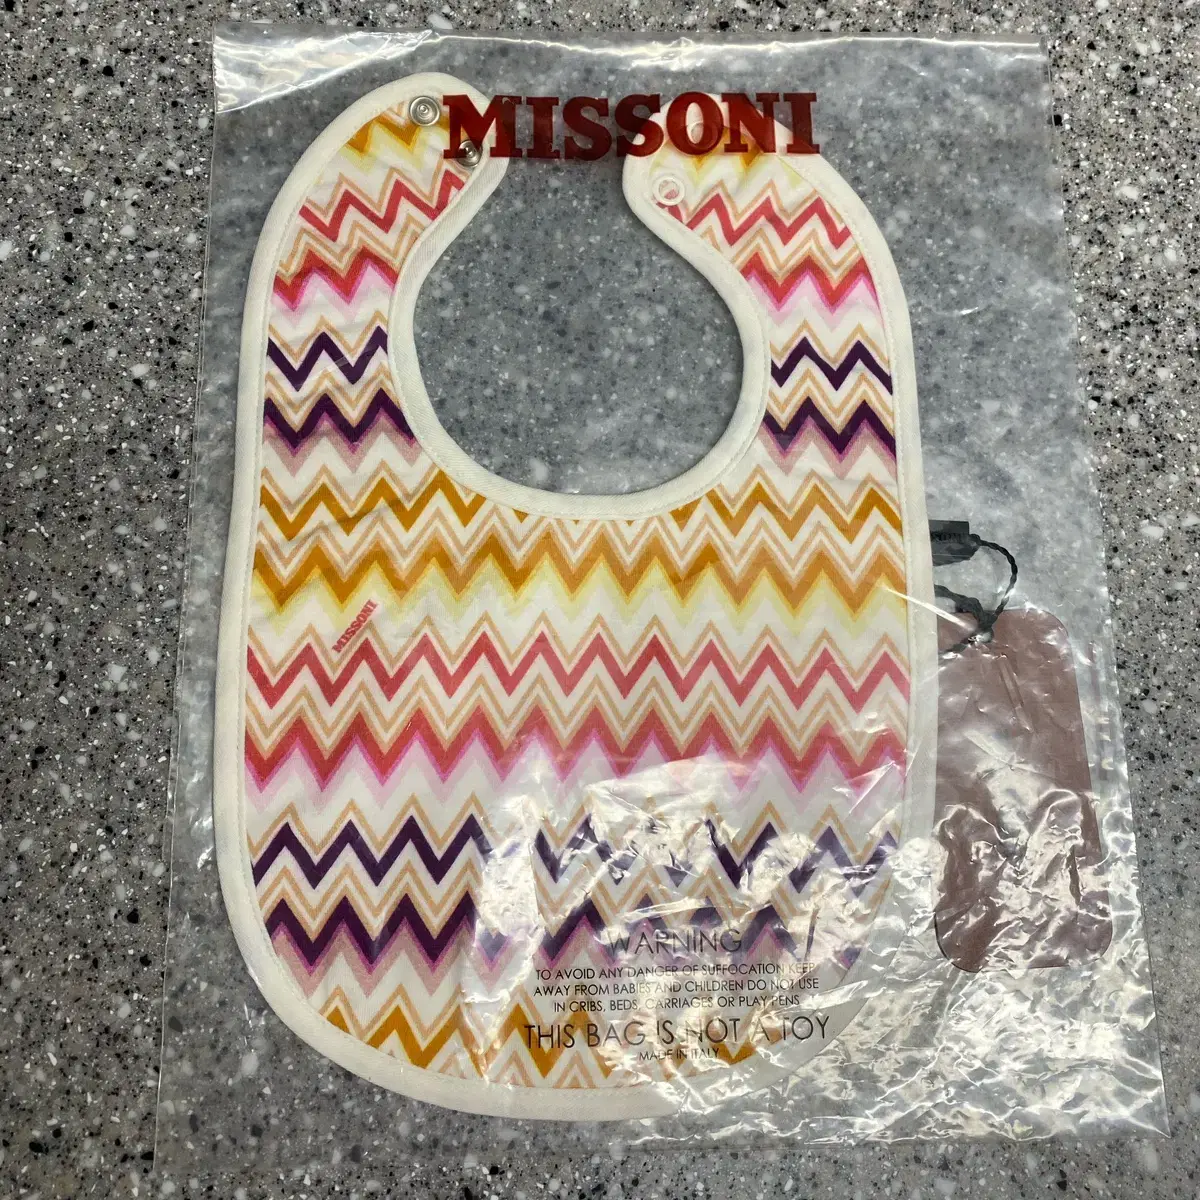 MISSONI
MISSONI
WARNING
TO AVOID ANY DANGER OF SUFFOCATION KEEP
AWAY FROM BABIES AND CHILDREN DO NOT USE
IN CRIBS, BEDS, CARRIAGES OR PLAY PENS
THIS BAG IS NOT A TOY
MADE IN ITALY